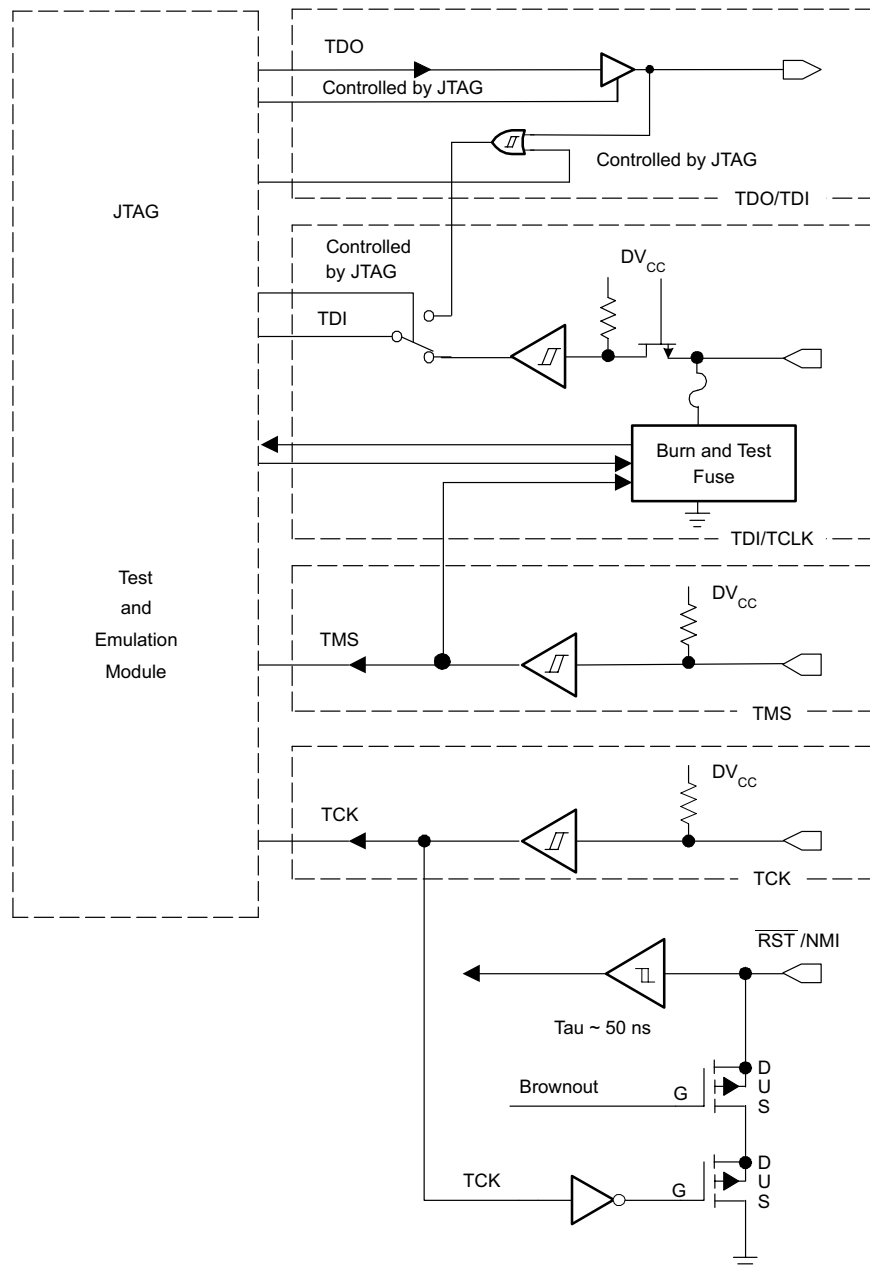 TDO
Controlled by JTAG
Controlled by JTAG
TDO/TDI
JTAG
Controlled
by JTAG
TDI
DVCC
Burn and Test
Fuse
TDI/TCLK
Test
and
Emulation
Module
TMS
DVCC
TMS
TCK
DVCC
TCK
RST/NMI
Tau ~ 50 ns
Brownout
G
D
U
S
TCK
G
D
U
S